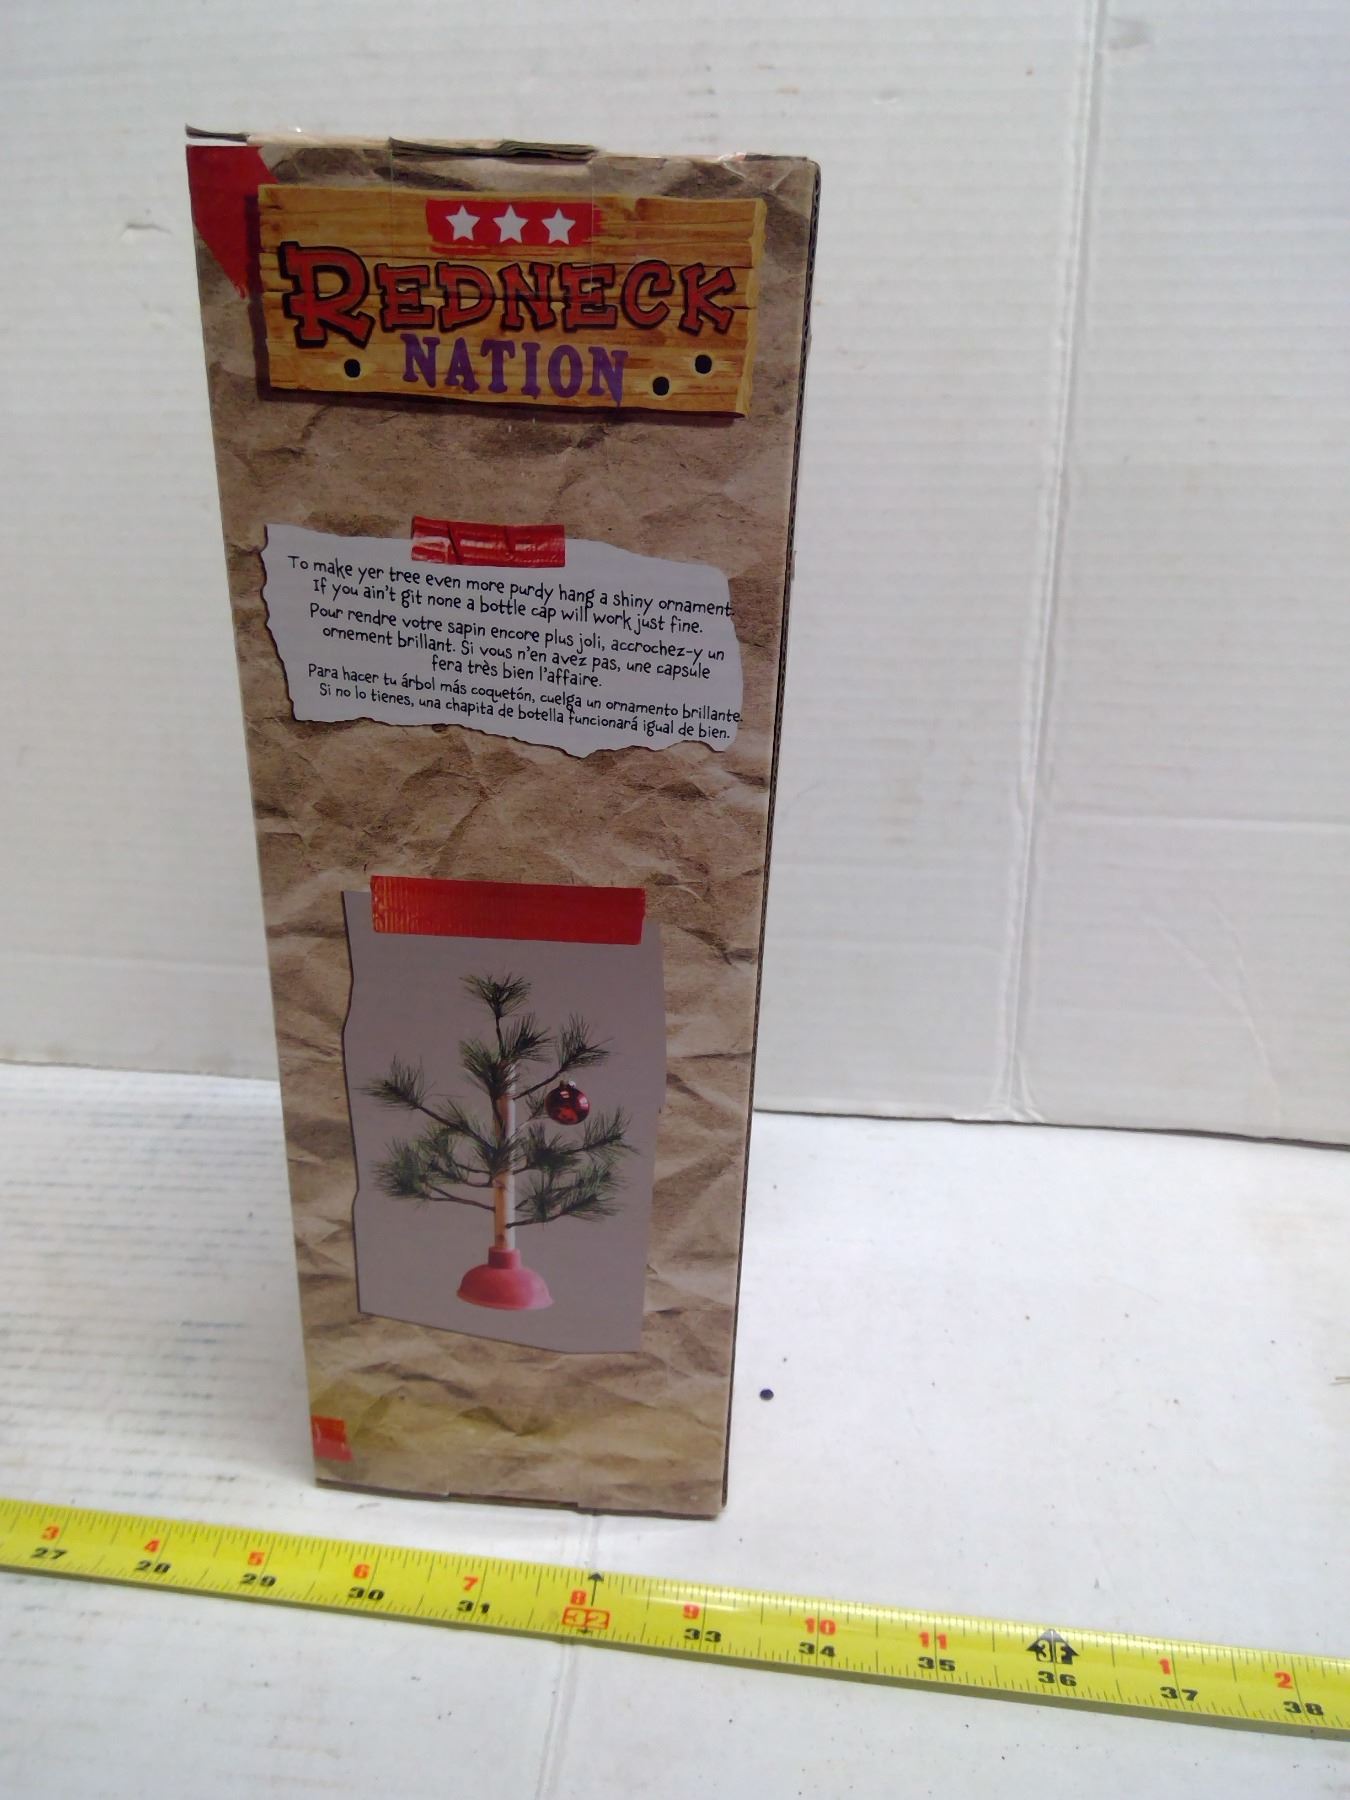 REDNECK
NATION
To make yer tree even more purdy hang a shiny ornament.
If you ain't git none a bottle cap will work just fine.
Pour rendre votre sapin encore plus joli, accrochez-y un
ornement brillant. Si vous n'en avez pas, une capsule
fera très bien l'affaire.
Para hacer tu árbol más coquetón, cuelga un ornamento brillante.
Si no lo tienes, una chapita de botella funcionará igual de bien.
3 4 5 6 7 8 9 10 11 3F 1 2
27 28 29 30 31 32 33 34 35 36 37 38